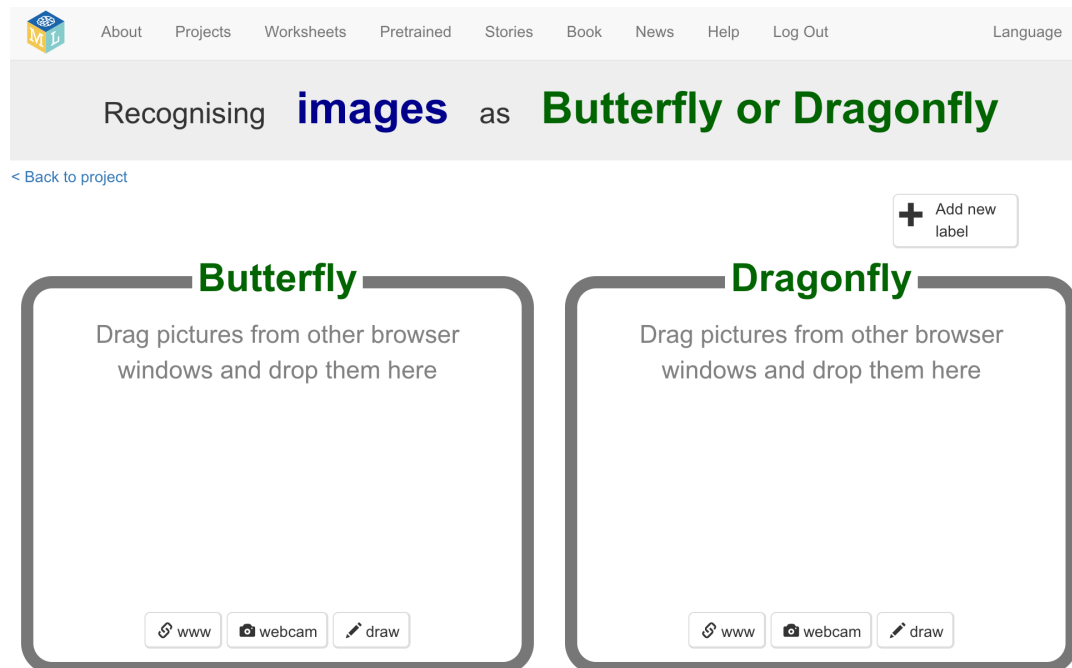 ML
About Projects Worksheets Pretrained Stories Book News Help Log Out Language
Recognising images as Butterfly or Dragonfly
< Back to project
Add new
label
Butterfly
Drag pictures from other browser
windows and drop them here
www webcam draw
Dragonfly
Drag pictures from other browser
windows and drop them here
www webcam draw